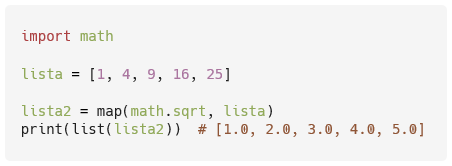 import math
lista = [1, 4, 9, 16, 25]
lista2 = map(math.sqrt, lista)
print(list(lista2))  # [1.0, 2.0, 3.0, 4.0, 5.0]